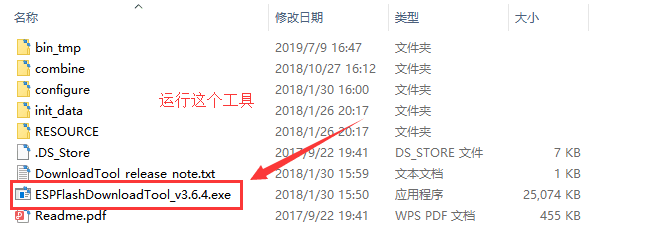 名称 修改日期 类型 大小
bin_tmp 2019/7/9 16:47 文件夹
combine 2018/10/27 16:12 文件夹
configure 2018/1/30 16:00 文件夹
运行这个工具
init_data 2018/1/26 20:17 文件夹
RESOURCE 2018/1/26 20:17 文件夹
.DS_Store 2017/9/22 19:41 DS_STORE 文件 7 KB
DownloadTool_release_note.txt 2018/1/30 15:59 文本文档 1 KB
ESPFlashDownloadTool_v3.6.4.exe 2018/1/30 15:50 应用程序 25,074 KB
Readme.pdf 2017/9/22 19:41 WPS PDF 文档 455 KB